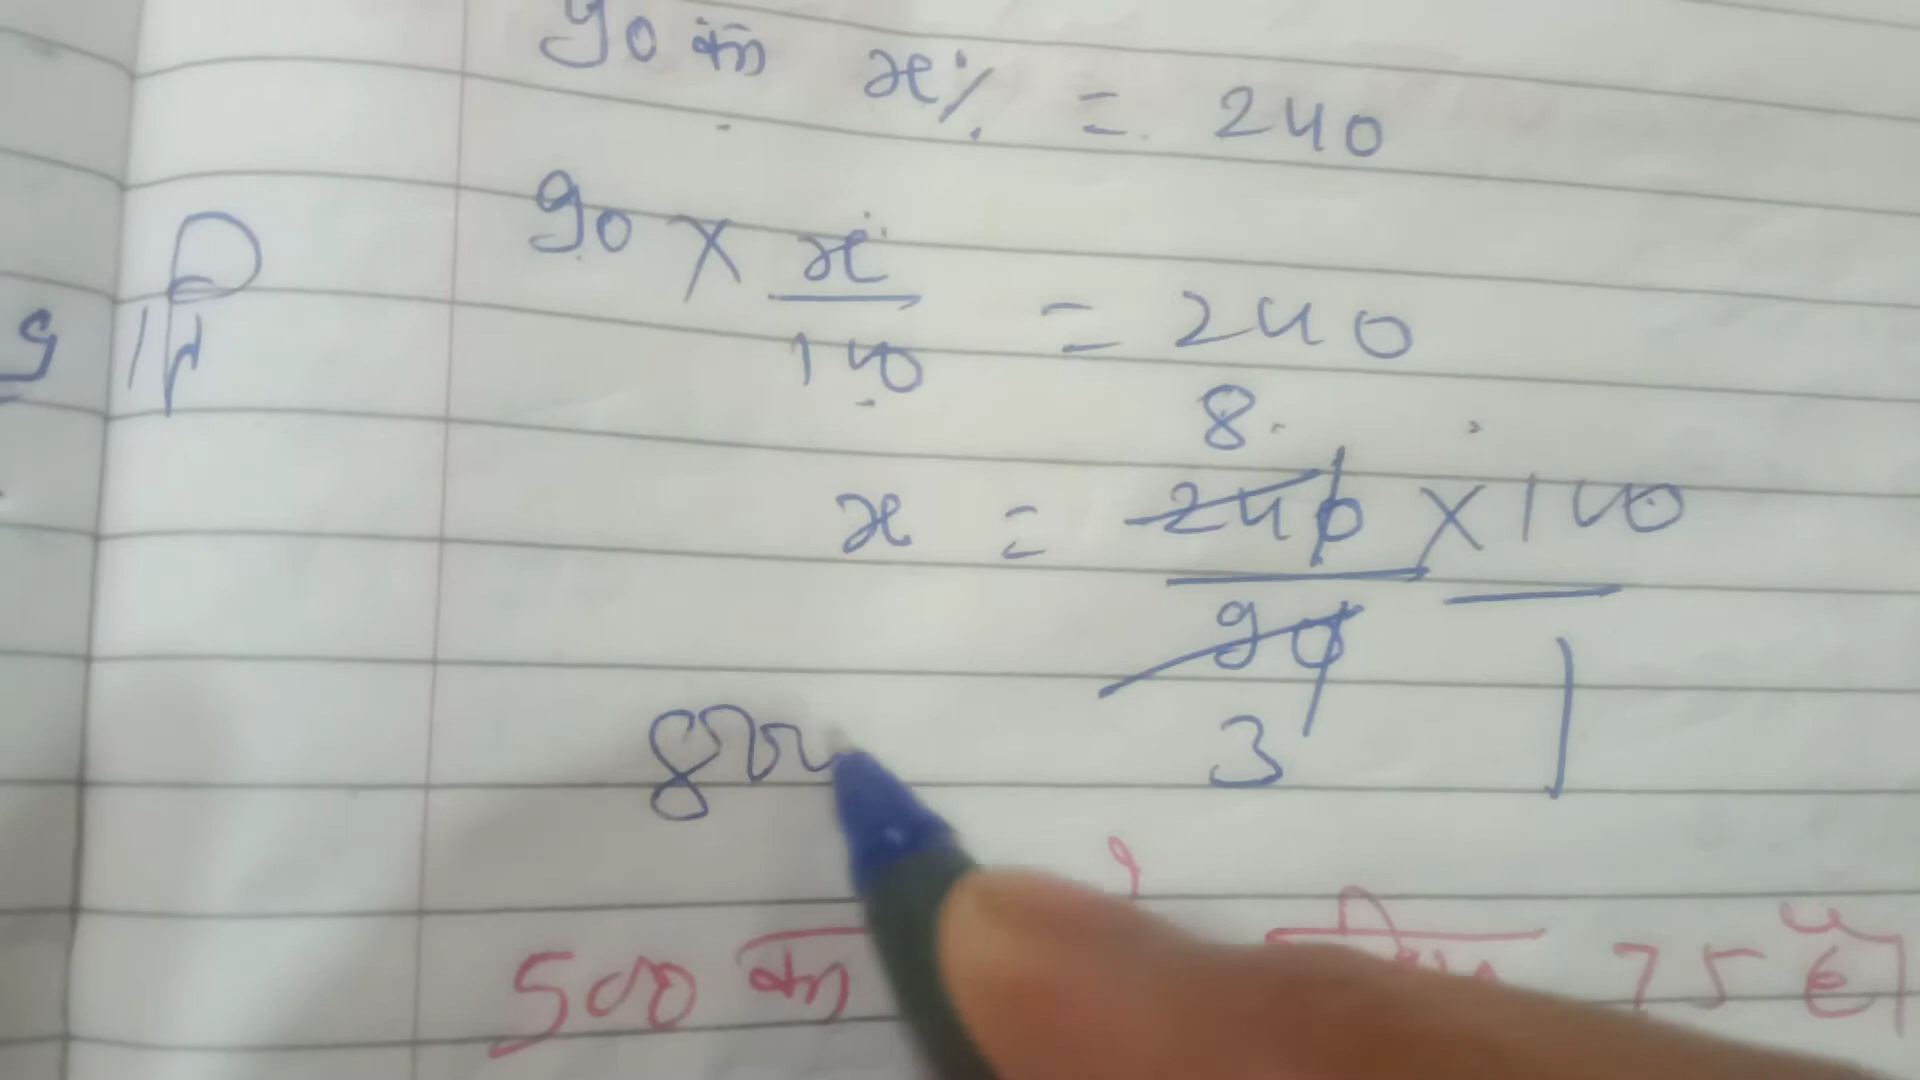 90 का x% = 240
90 × x/100 = 240
8
x = 240 × 100
90
3
800
500 का 75 है